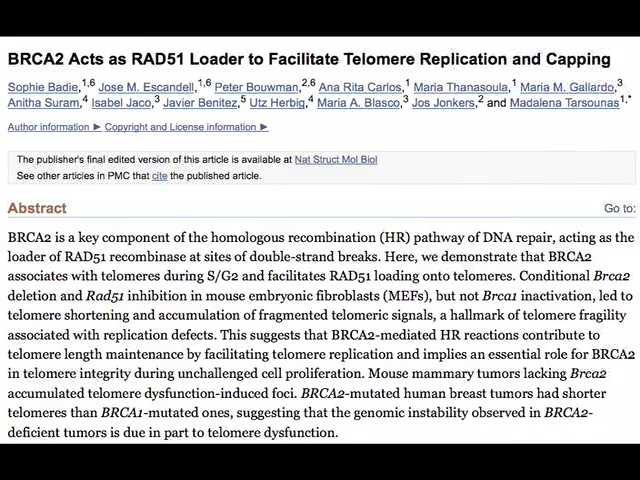 BRCA2 Acts as RAD51 Loader to Facilitate Telomere Replication and Capping
Sophie Badie,1,6 Jose M. Escandell,1,6 Peter Bouwman,2,6 Ana Rita Carlos,1 Maria Thanasoula,1 Maria M. Gallardo,3
Anitha Suram,4 Isabel Jaco,3 Javier Benitez,5 Utz Herbig,4 Maria A. Blasco,3 Jos Jonkers,2 and Madalena Tarsounas1,*
Author information ► Copyright and License information ►
The publisher's final edited version of this article is available at Nat Struct Mol Biol
See other articles in PMC that cite the published article.
Abstract Go to:
BRCA2 is a key component of the homologous recombination (HR) pathway of DNA repair, acting as the
loader of RAD51 recombinase at sites of double-strand breaks. Here, we demonstrate that BRCA2
associates with telomeres during S/G2 and facilitates RAD51 loading onto telomeres. Conditional Brca2
deletion and Rad51 inhibition in mouse embryonic fibroblasts (MEFs), but not Brca1 inactivation, led to
telomere shortening and accumulation of fragmented telomeric signals, a hallmark of telomere fragility
associated with replication defects. This suggests that BRCA2-mediated HR reactions contribute to
telomere length maintenance by facilitating telomere replication and implies an essential role for BRCA2
in telomere integrity during unchallenged cell proliferation. Mouse mammary tumors lacking Brca2
accumulated telomere dysfunction-induced foci. BRCA2-mutated human breast tumors had shorter
telomeres than BRCA1-mutated ones, suggesting that the genomic instability observed in BRCA2-
deficient tumors is due in part to telomere dysfunction.